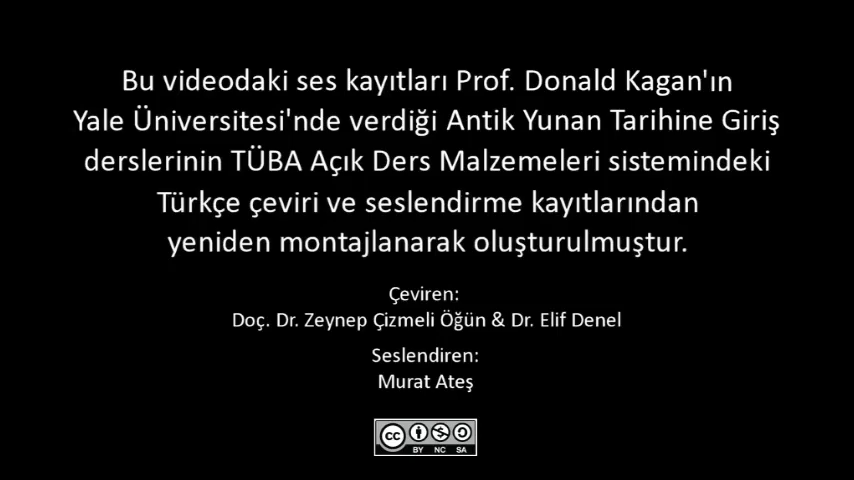 Bu videodaki ses kayıtları Prof. Donald Kagan'ın
Yale Üniversitesi'nde verdiği Antik Yunan Tarihine Giriş
derslerinin TÜBA Açık Ders Malzemeleri sistemindeki
Türkçe çeviri ve seslendirme kayıtlarından
yeniden montajlanarak oluşturulmuştur.
Çeviren:
Doç. Dr. Zeynep Çizmeli Öğün & Dr. Elif Denel
Seslendiren:
Murat Ateş
cc BY NC SA